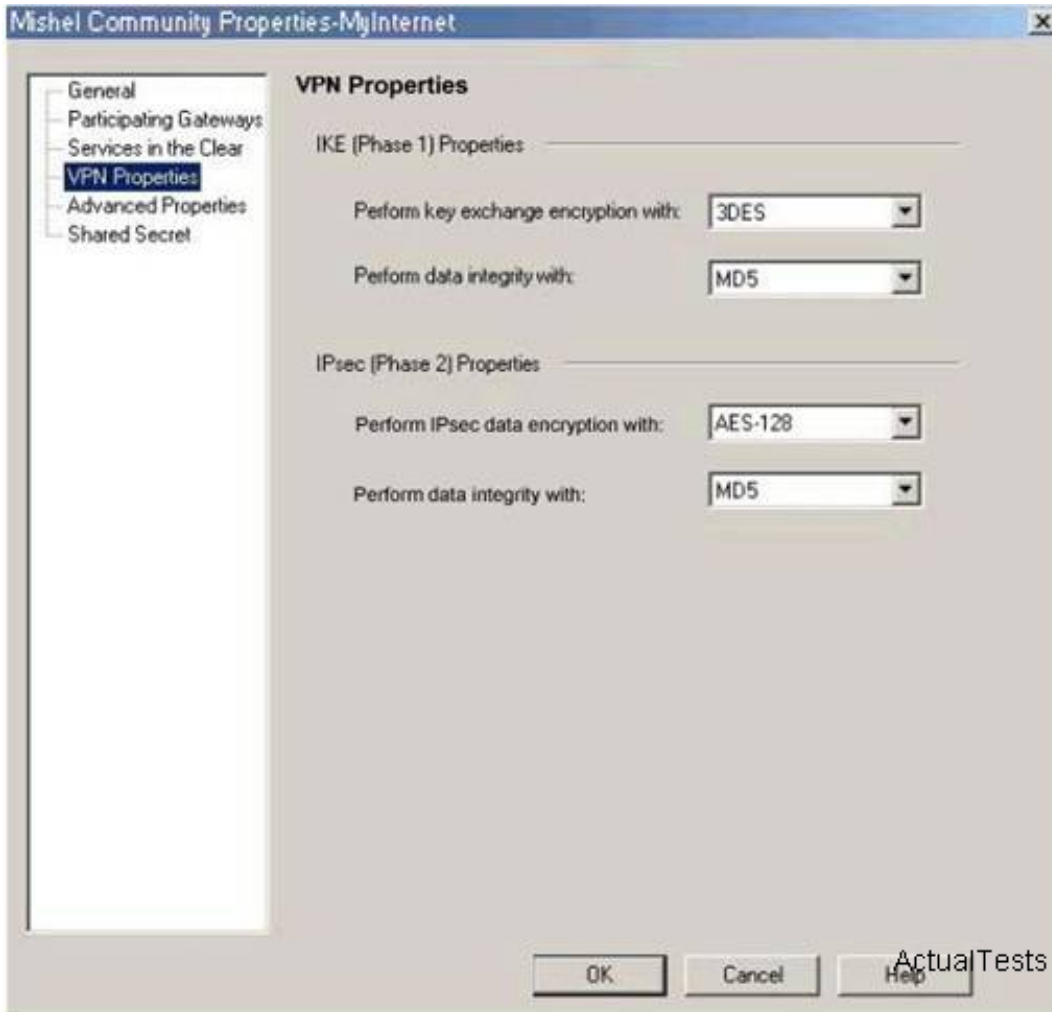 Mishel Community Properties-MyInternet
General
Participating Gateways
Services in the Clear
VPN Properties
Advanced Properties
Shared Secret
VPN Properties
IKE (Phase 1) Properties
Perform key exchange encryption with: 3DES
Perform data integrity with: MD5
IPsec (Phase 2) Properties
Perform IPsec data encryption with: AES-128
Perform data integrity with: MD5
OK Cancel Help
ActualTests